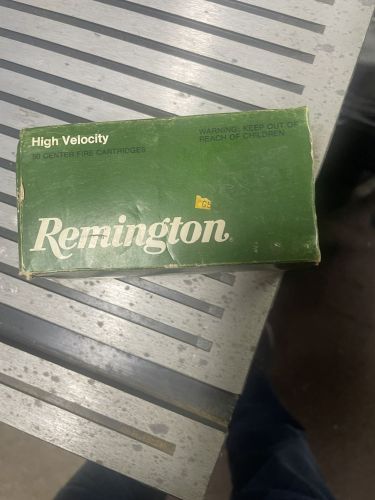 High Velocity
50 CENTER FIRE CARTRIDGES
WARNING: KEEP OUT OF
REACH OF CHILDREN
Remington®